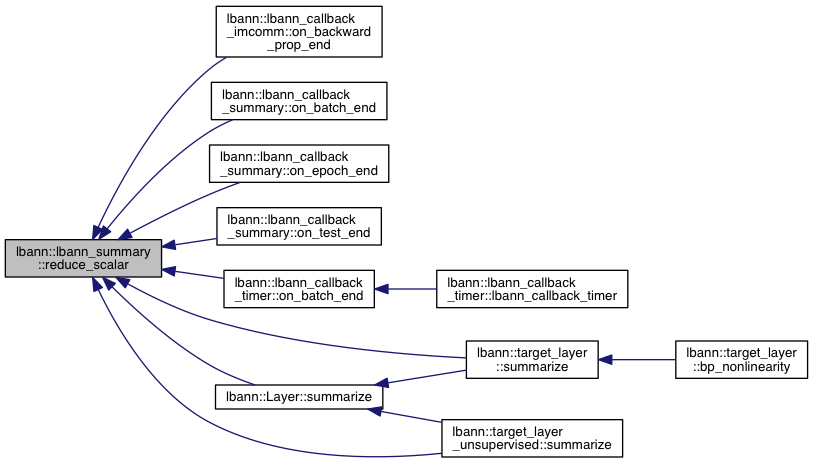 lbann::lbann_callback
_imcomm::on_backward
_prop_end
lbann::lbann_callback
_summary::on_batch_end
lbann::lbann_callback
_summary::on_epoch_end
lbann::lbann_callback
_summary::on_test_end
lbann::lbann_summary
::reduce_scalar
lbann::lbann_callback
_timer::on_batch_end
lbann::lbann_callback
_timer::lbann_callback_timer
lbann::target_layer
::summarize
lbann::target_layer
::bp_nonlinearity
lbann::Layer::summarize
lbann::target_layer
_unsupervised::summarize